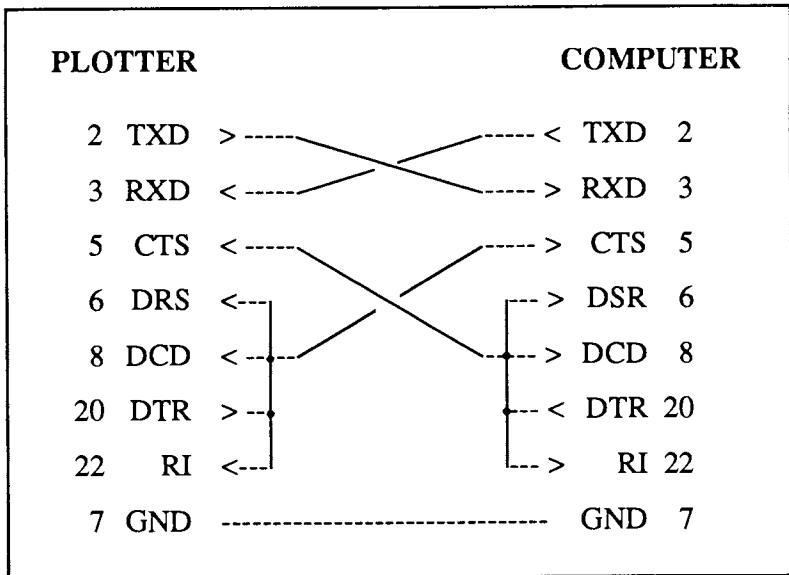 PLOTTER COMPUTER
2 TXD > ----- ----- < TXD 2
3 RXD < ----- ----- > RXD 3
5 CTS < ----- ----- > CTS 5
6 DRS <--- --- > DSR 6
8 DCD < ----- ----- > DCD 8
20 DTR > -- --- < DTR 20
22 RI <--- --- > RI 22
7 GND ------------------------------ GND 7